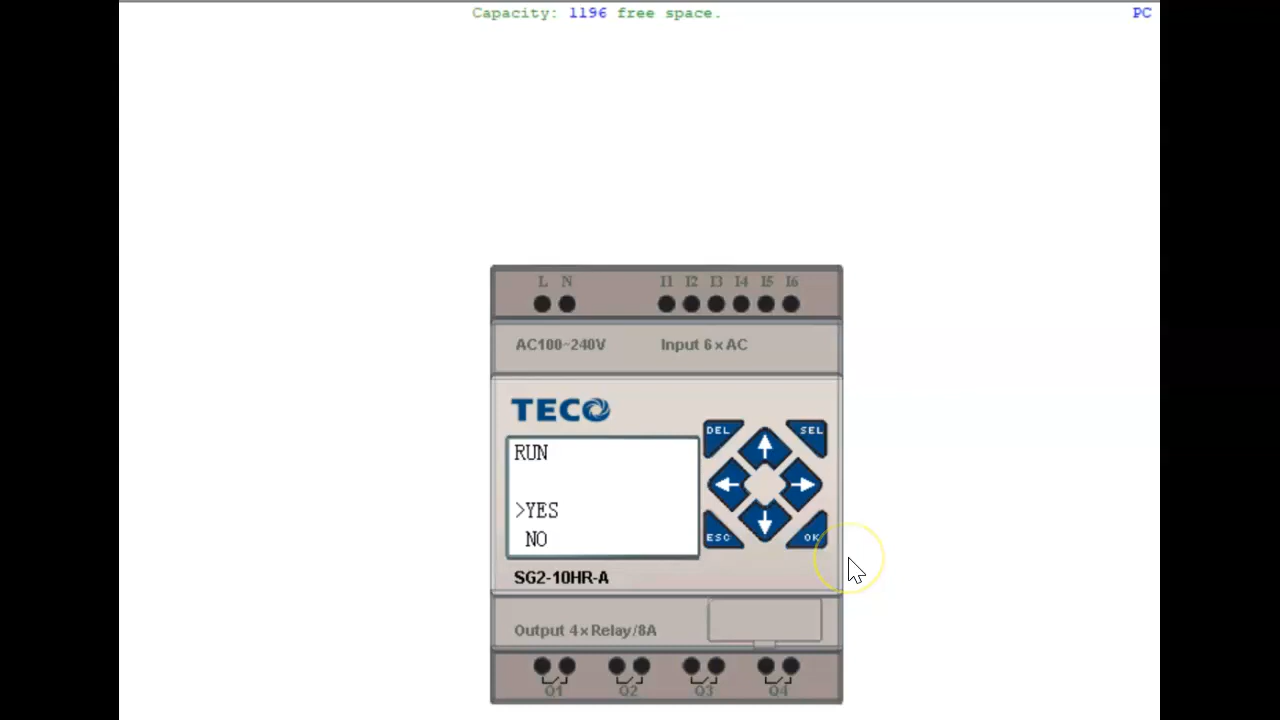 Capacity: 1196 free space.
PC
L N I1 I2 I3 I4 I5 I6
AC100~240V Input 6 x AC
TECO
DEL SEL
RUN
>YES
NO
ESC OK
SG2-10HR-A
Output 4 x Relay/8A
Q1 Q2 Q3 Q4